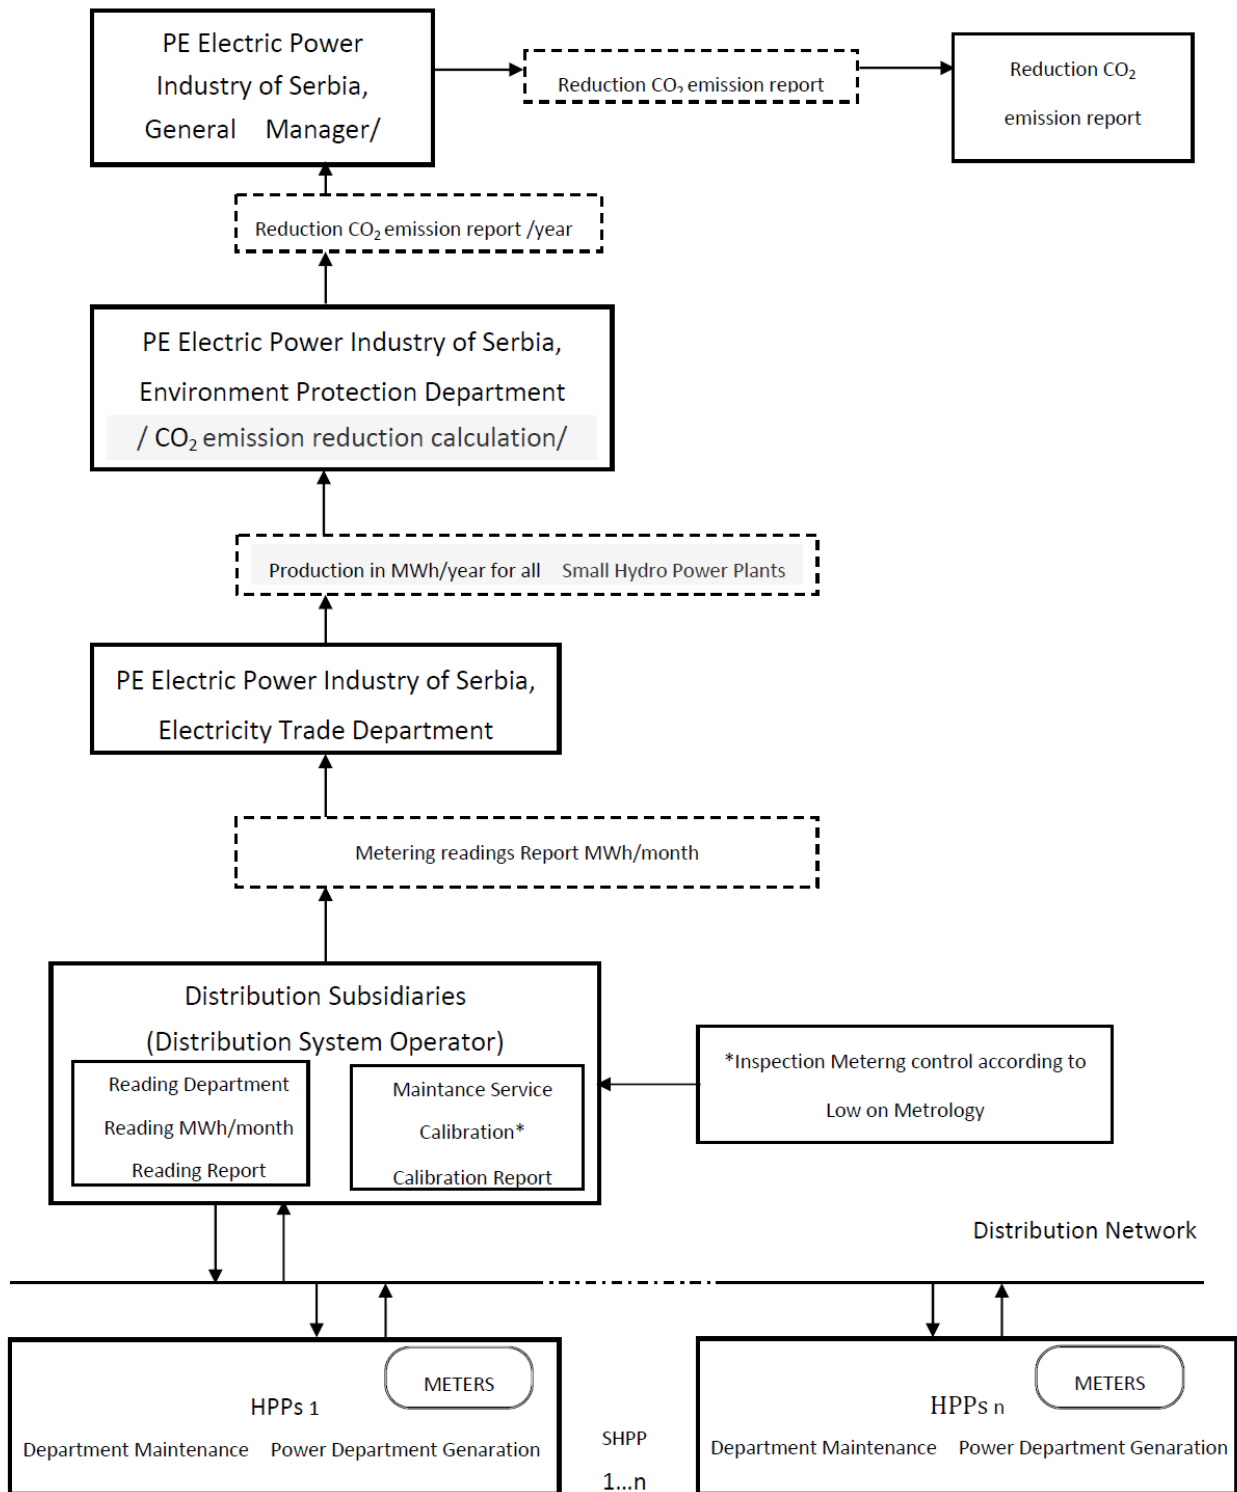 PE Electric Power
Industry of Serbia,
General Manager/
Reduction CO₂ emission report
Reduction CO₂
emission report
Reduction CO₂ emission report /year
PE Electric Power Industry of Serbia,
Environment Protection Department
/ CO₂ emission reduction calculation/
Production in MWh/year for all Small Hydro Power Plants
PE Electric Power Industry of Serbia,
Electricity Trade Department
Metering readings Report MWh/month
Distribution Subsidiaries
(Distribution System Operator)
Reading Department
Reading MWh/month
Reading Report
Maintance Service
Calibration*
Calibration Report
*Inspection Meterng control according to
Low on Metrology
Distribution Network
METERS
HPPs 1
Department Maintenance Power Department Genaration
SHPP
1...n
METERS
HPPs n
Department Maintenance Power Department Genaration